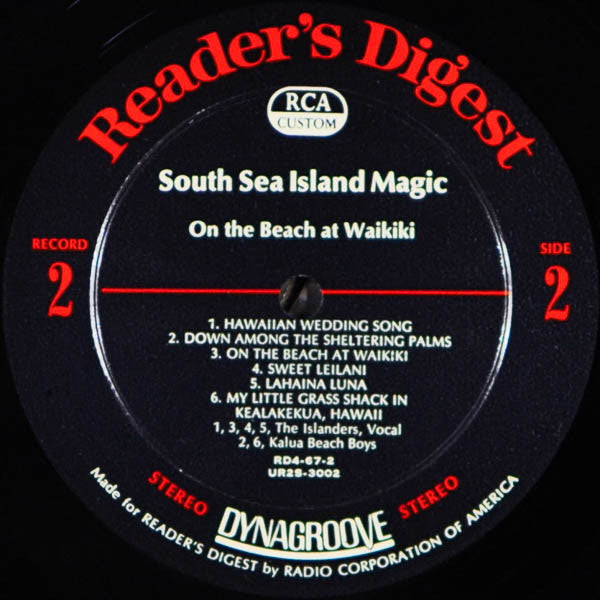 Reader's Digest
RCA
CUSTOM
South Sea Island Magic
On the Beach at Waikiki
RECORD
2
SIDE
2
1. HAWAIIAN WEDDING SONG
2. DOWN AMONG THE SHELTERING PALMS
3. ON THE BEACH AT WAIKIKI
4. SWEET LEILANI
5. LAHAINA LUNA
6. MY LITTLE GRASS SHACK IN
KEALAKEKUA, HAWAII
1, 3, 4, 5, The Islanders, Vocal
2, 6, Kalua Beach Boys
RD4-67-2
UR2S-3002
STEREO
DYNAGROOVE
STEREO
Made for READER'S DIGEST by RADIO CORPORATION OF AMERICA